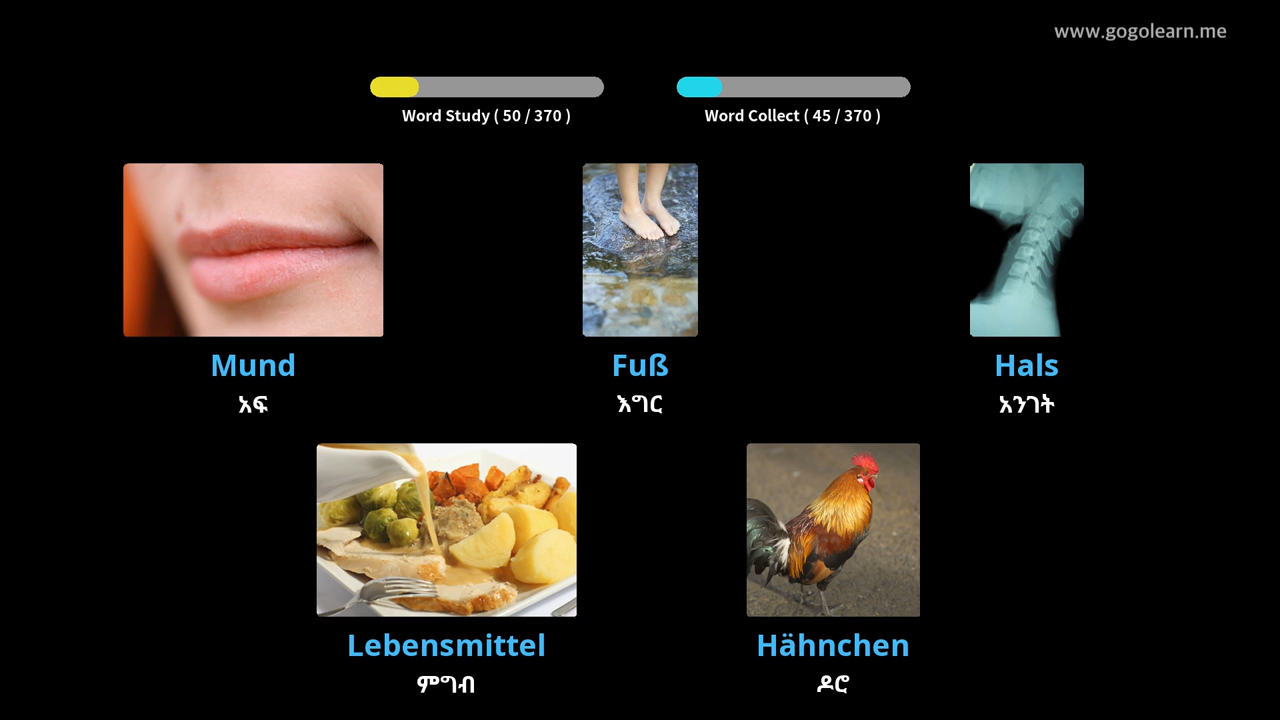 www.gogolearn.me
Word Study ( 50 / 370 )
Word Collect ( 45 / 370 )
Mund
አፍ
Fuß
እግር
Hals
አንገት
Lebensmittel
ምግብ
Hähnchen
ዶሮ